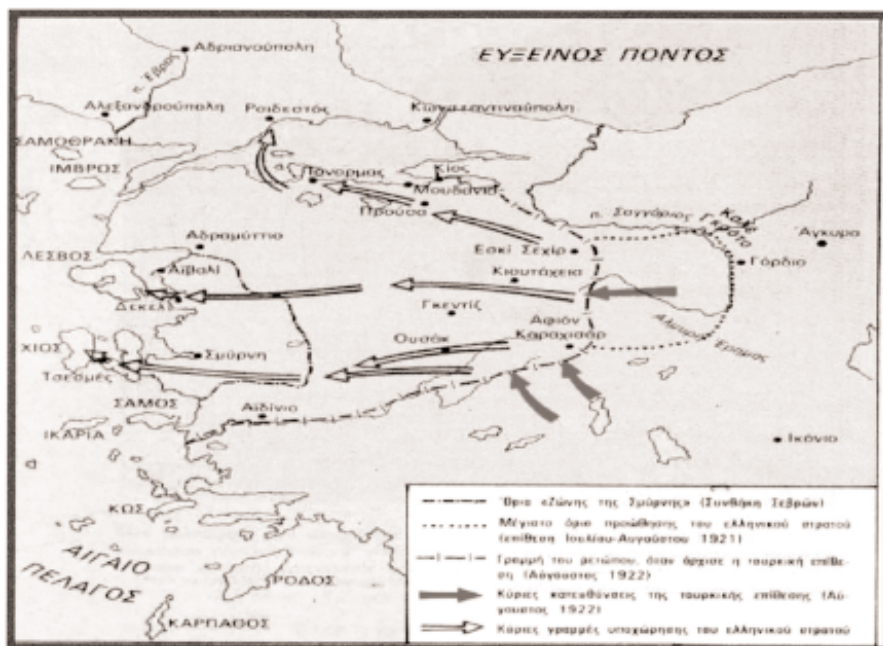 Αδριανούπολη
ΕΥΞΕΙΝΟΣ ΠΟΝΤΟΣ
π. Έβρος
Αλεξανδρούπολη
Ραιδεστός
Κωνσταντινούπολη
ΣΑΜΟΘΡΑΚΗ
ΙΜΒΡΟΣ
Πάνορμος
Κίος
Μουδανιά
Προύσα
π. Σαγγάριος
Καλέ
Γκρότο
Άγκυρα
Αδραμύττιο
Εσκί Σεχίρ
Γόρδιο
ΛΕΣΒΟΣ
Αϊβαλί
Κιουτάχεια
Δεκελί
Γκεντίζ
Αφιόν
Καραχισάρ
Αλμυρά
Έρημος
ΧΙΟΣ
Σμύρνη
Ουσάκ
Τσεσμές
ΣΑΜΟΣ
Αϊδίνιο
ΙΚΑΡΙΑ
Ικόνιο
ΚΩΣ
ΑΙΓΑΙΟ
ΠΕΛΑΓΟΣ
ΡΟΔΟΣ
ΚΑΡΠΑΘΟΣ
Όρια «Ζώνης της Σμύρνης» (Συνθήκη Σεβρών)
Μέγιστο όριο προώθησης του ελληνικού στρατού
(επίθεση Ιουλίου-Αυγούστου 1921)
Γραμμή του μετώπου, όταν άρχισε η τουρκική επίθε-
ση (Αύγουστος 1922)
Κύριες κατευθύνσεις της τουρκικής επίθεσης (Αύ-
γουστος 1922)
Κύριες γραμμές υποχώρησης του ελληνικού στρατού